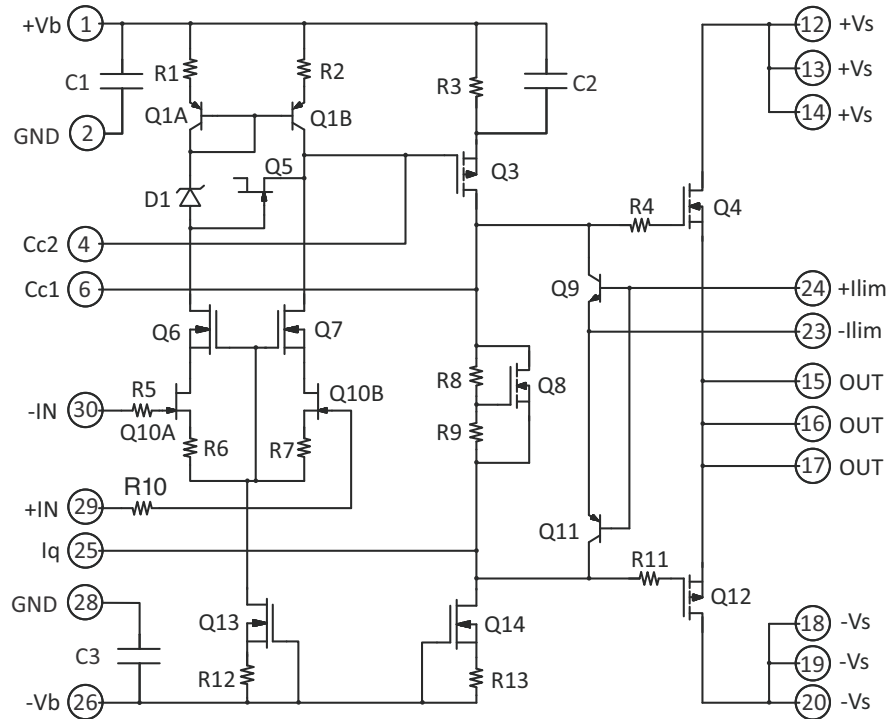 +Vb 1
12 +Vs
R1
R2
R3
C1
C2
13 +Vs
Q1A
Q1B
14 +Vs
GND 2
Q5
Q3
D1
R4
Q4
Cc2 4
Cc1 6
Q9
24 +Ilim
Q6
Q7
23 -Ilim
R8
Q8
15 OUT
R5
-IN 30
Q10A
Q10B
16 OUT
R6
R7
R9
17 OUT
R10
+IN 29
Q11
Iq 25
R11
GND 28
Q13
Q14
Q12
18 -Vs
C3
R12
R13
19 -Vs
-Vb 26
20 -Vs